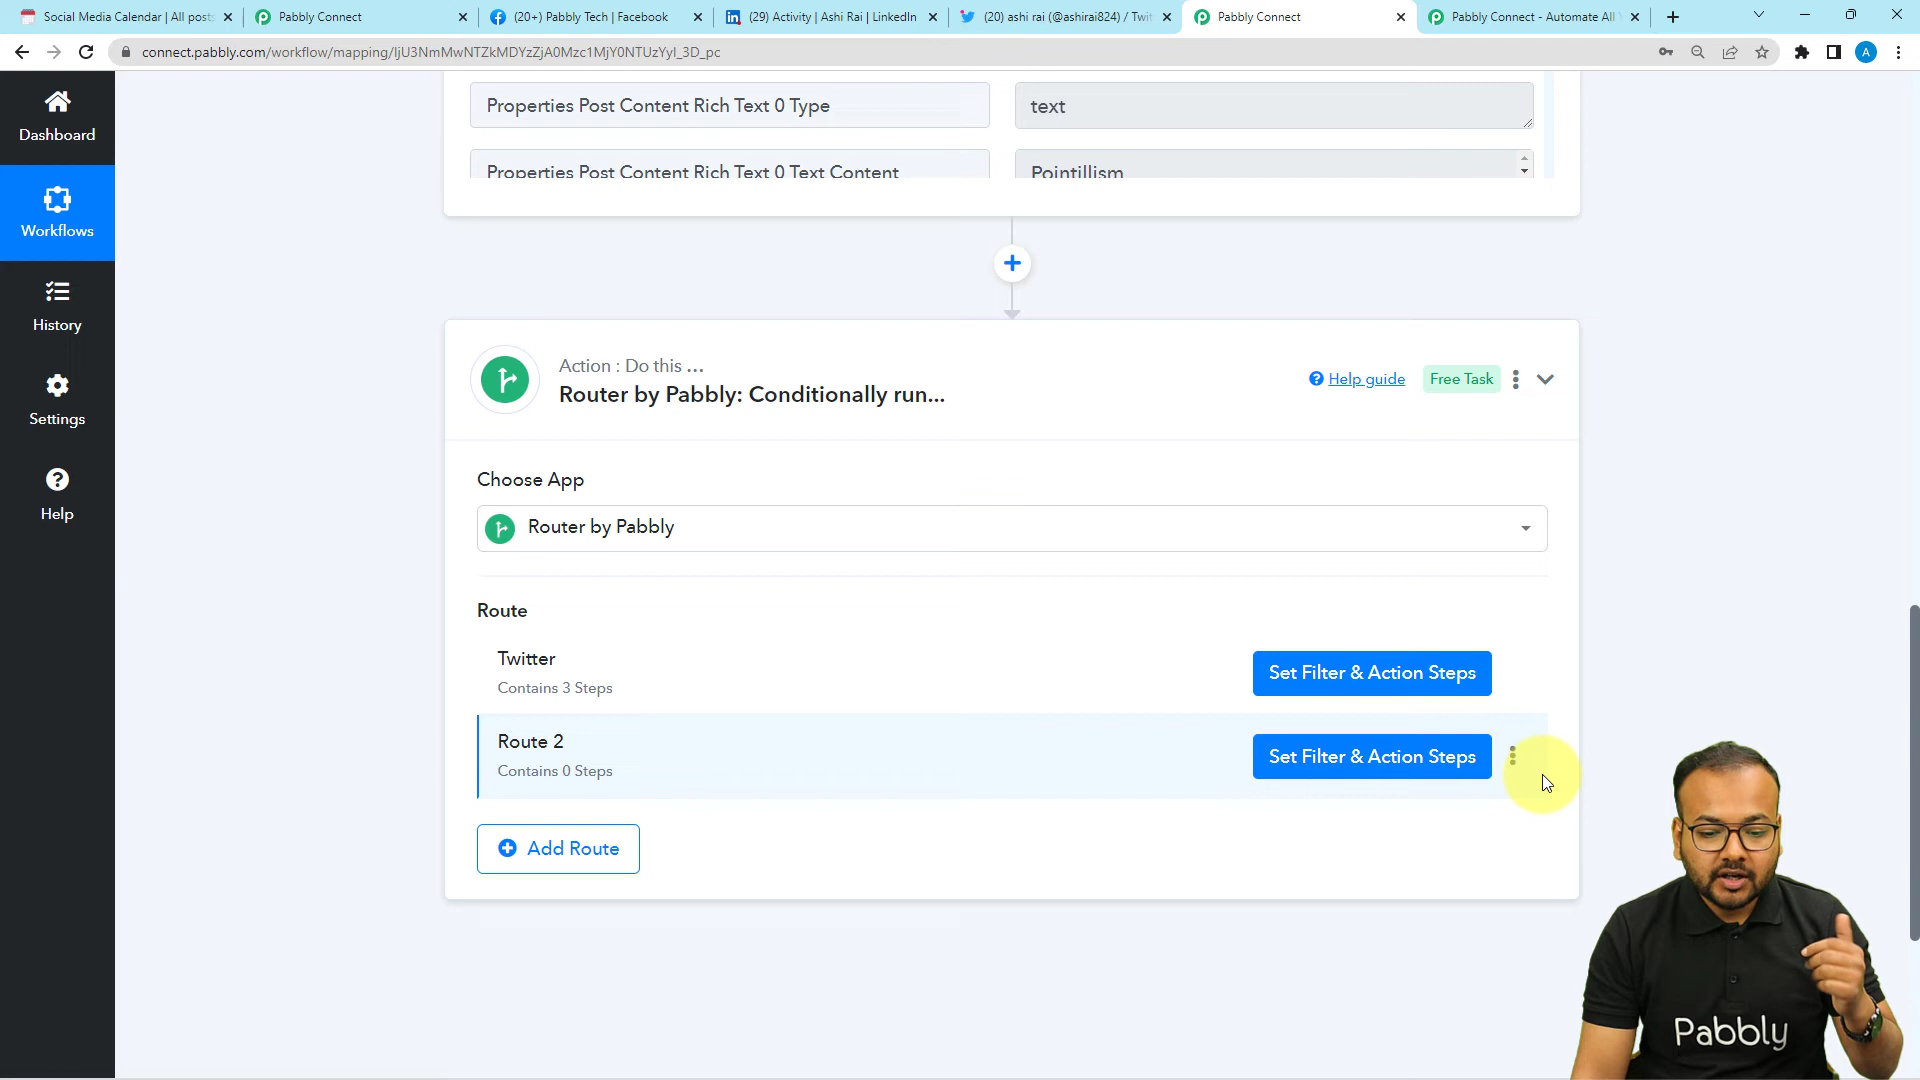 Social Media Calendar | All post
Pabbly Connect
(20+) Pabbly Tech | Facebook
(29) Activity | Ashi Rai | LinkedIn
(20) ashi rai (@ashirai824) / Twit
Pabbly Connect
Pabbly Connect - Automate All
connect.pabbly.com/workflow/mapping/IjU3NmMwNTZkMDYzZjA0Mzc1MjY0NTUzYyI_3D_pc
A
Dashboard
Workflows
History
Settings
Help
Properties Post Content Rich Text 0 Type
text
Properties Post Content Rich Text 0 Text Content
Pointillism
Action : Do this ...
Router by Pabbly: Conditionally run...
Help guide
Free Task
Choose App
Router by Pabbly
Route
Twitter
Contains 3 Steps
Set Filter & Action Steps
Route 2
Contains 0 Steps
Set Filter & Action Steps
Add Route
Pabbly